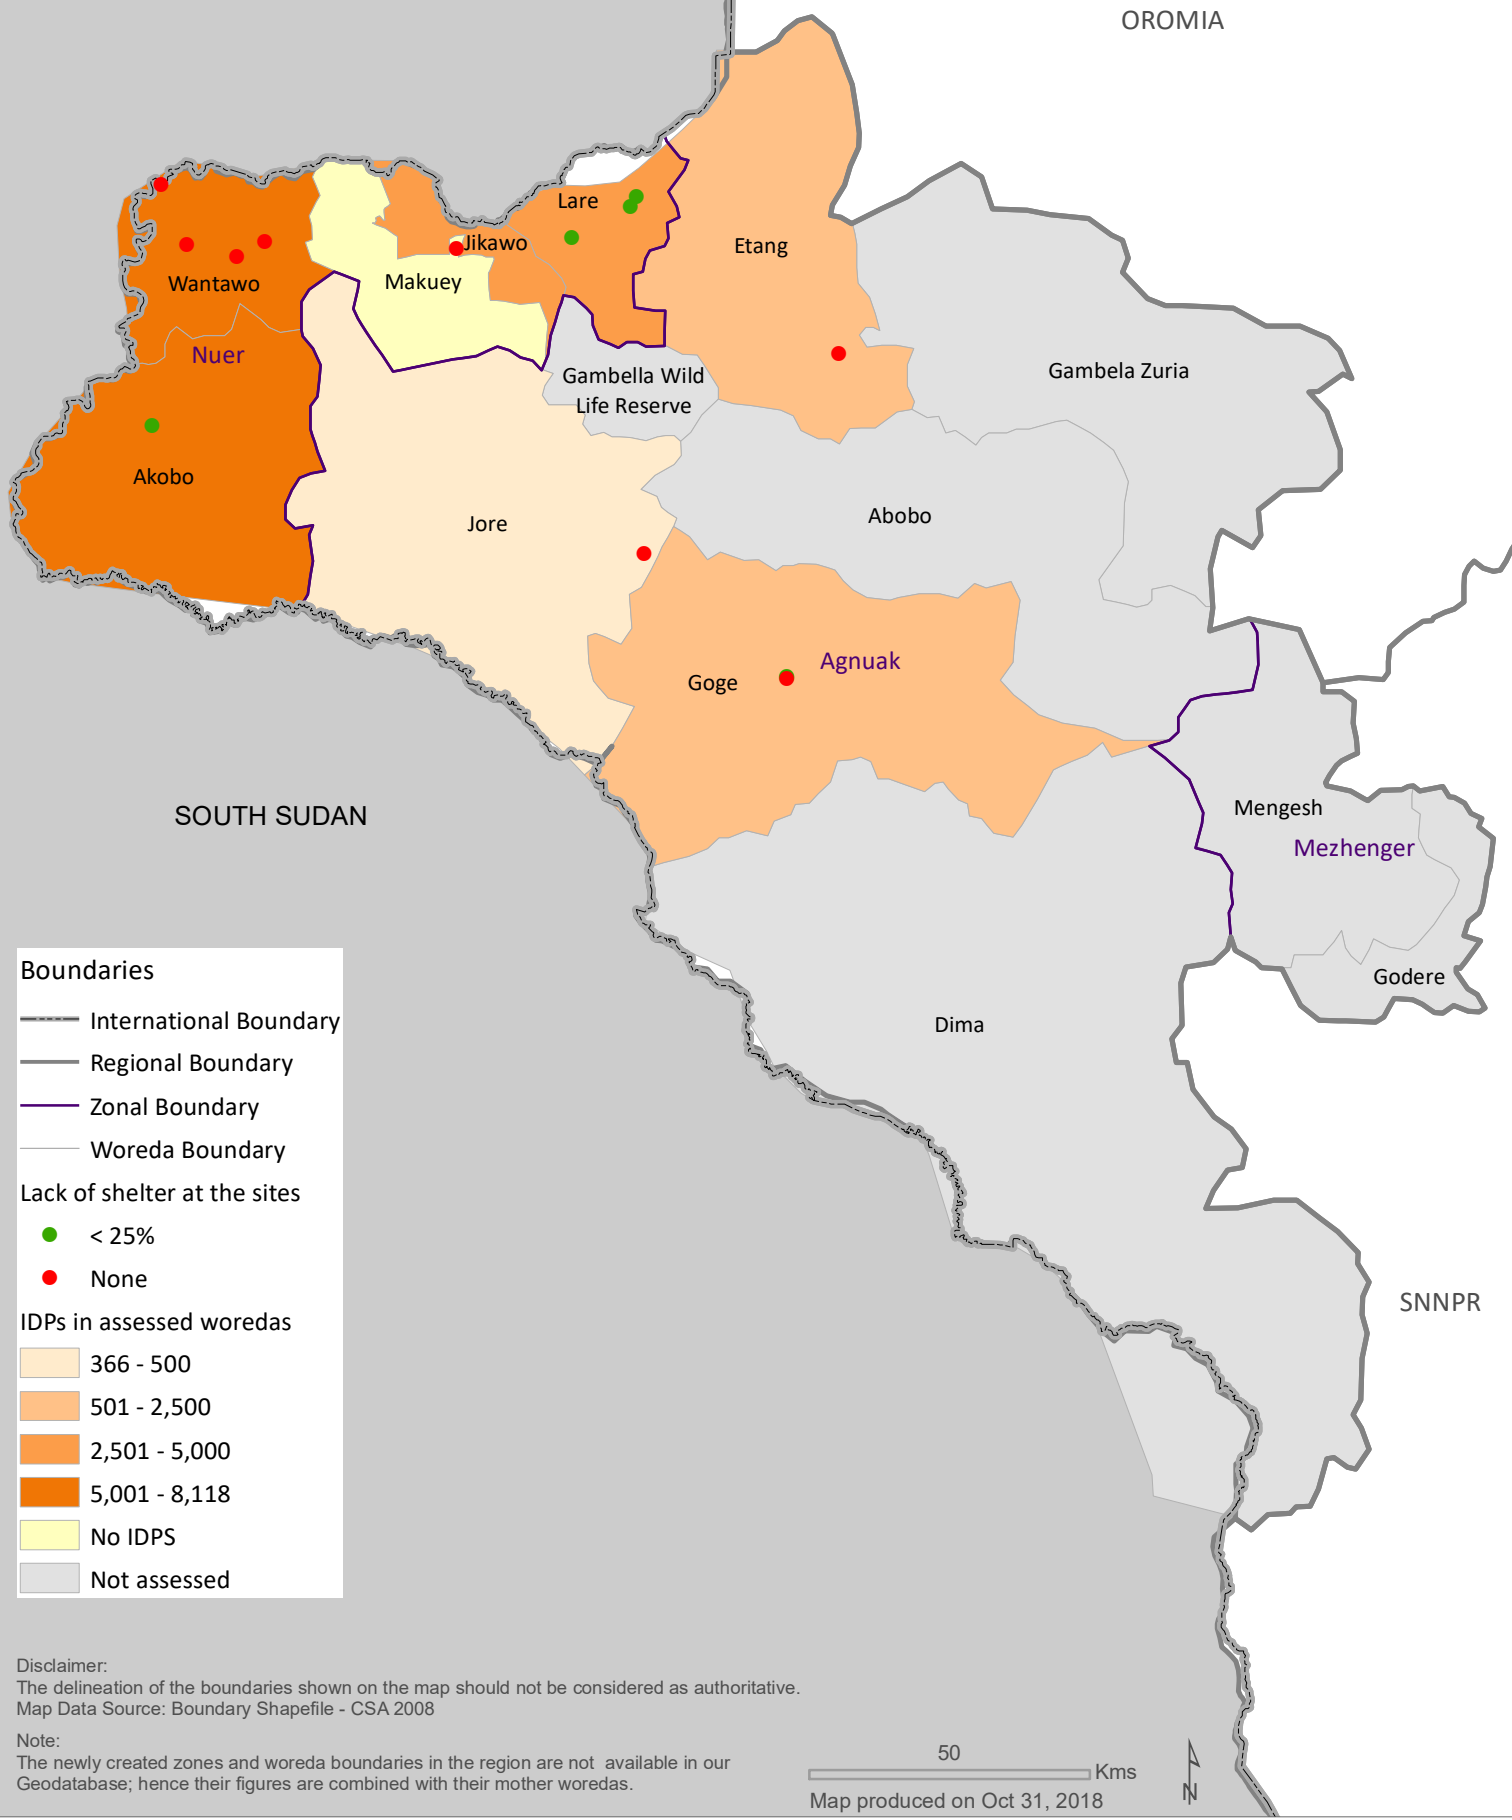 OROMIA
Lare
Jikawo
Etang
Wantawo
Makuey
Nuer
Gambella Wild
Life Reserve
Gambela Zuria
Akobo
Jore
Abobo
Goge
Agnuak
SOUTH SUDAN
Mengesh
Mezhenger
Godere
Dima
SNNPR
Boundaries
International Boundary
Regional Boundary
Zonal Boundary
Woreda Boundary
Lack of shelter at the sites
< 25%
None
IDPs in assessed woredas
366 - 500
501 - 2,500
2,501 - 5,000
5,001 - 8,118
No IDPS
Not assessed
Disclaimer:
The delineation of the boundaries shown on the map should not be considered as authoritative.
Map Data Source: Boundary Shapefile - CSA 2008
Note:
The newly created zones and woreda boundaries in the region are not available in our
Geodatabase; hence their figures are combined with their mother woredas.
50
Kms
Map produced on Oct 31, 2018
N